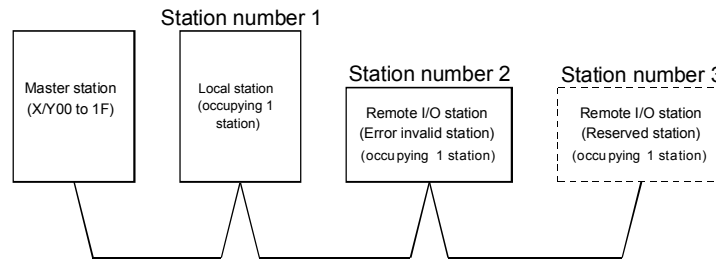 Station number 1
Master station
(X/Y00 to 1F)
Local station
(occupying 1
station)
Station number 2
Remote I/O station
(Error invalid station)
(occupying 1 station)
Station number 3
Remote I/O station
(Reserved station)
(occupying 1 station)